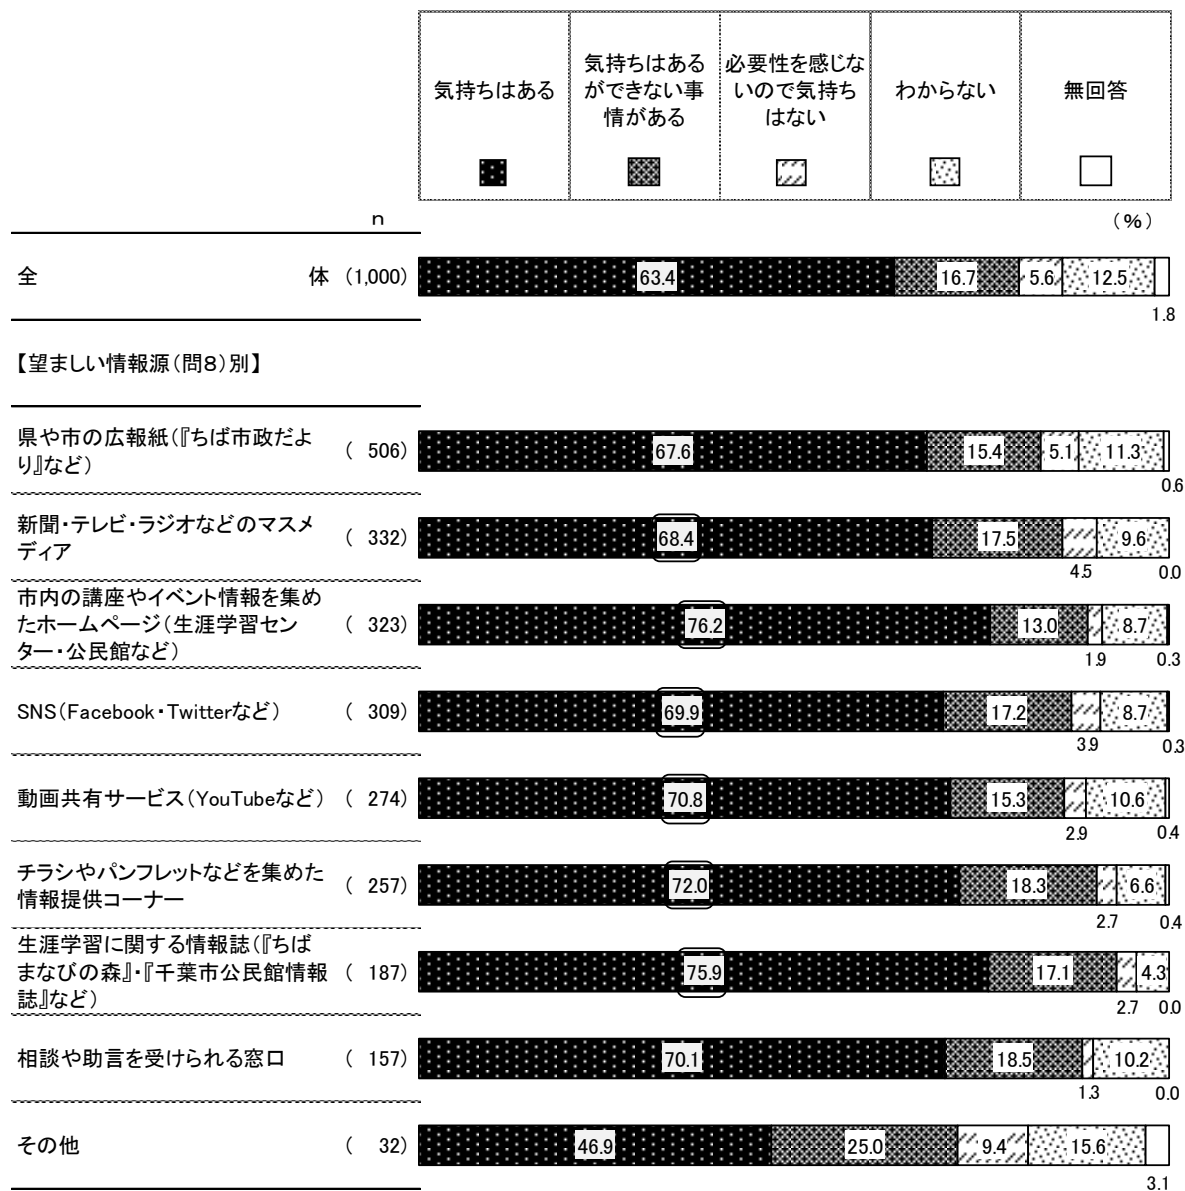 気持ちはある
気持ちはある
ができない事
情がある
必要性を感じな
いので気持ち
はない
わからない
無回答
n
(%)
全 体 (1,000)
63.4 16.7 5.6 12.5
1.8
【望ましい情報源(問8)別】
県や市の広報紙(『ちば市政だよ
り』など)
( 506)
67.6 15.4 5.1 11.3
0.6
新聞・テレビ・ラジオなどのマスメ
ディア
( 332)
68.4 17.5 9.6
4.5 0.0
市内の講座やイベント情報を集め
たホームページ(生涯学習セン
ター・公民館など)
( 323)
76.2 13.0 8.7
1.9 0.3
SNS(Facebook・Twitterなど) ( 309)
69.9 17.2 8.7
3.9 0.3
動画共有サービス(YouTubeなど) ( 274)
70.8 15.3 10.6
2.9 0.4
チラシやパンフレットなどを集めた
情報提供コーナー
( 257)
72.0 18.3 6.6
2.7 0.4
生涯学習に関する情報誌(『ちば
まなびの森』・『千葉市公民館情報
誌』など)
( 187)
75.9 17.1 4.3
2.7 0.0
相談や助言を受けられる窓口 ( 157)
70.1 18.5 10.2
1.3 0.0
その他 ( 32)
46.9 25.0 9.4 15.6
3.1